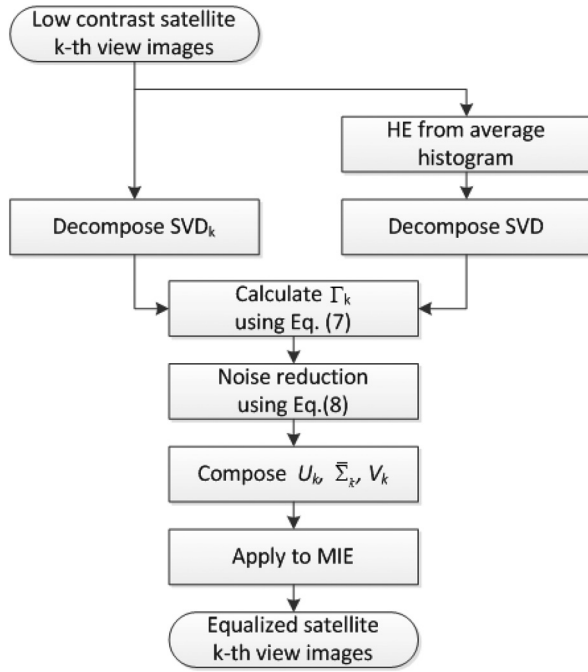 Low contrast satellite
k-th view images
HE from average
histogram
Decompose SVDₖ
Decompose SVD
Calculate Γₖ
using Eq. (7)
Noise reduction
using Eq.(8)
Compose Uₖ, Σ̄ₖ, Vₖ
Apply to MIE
Equalized satellite
k-th view images